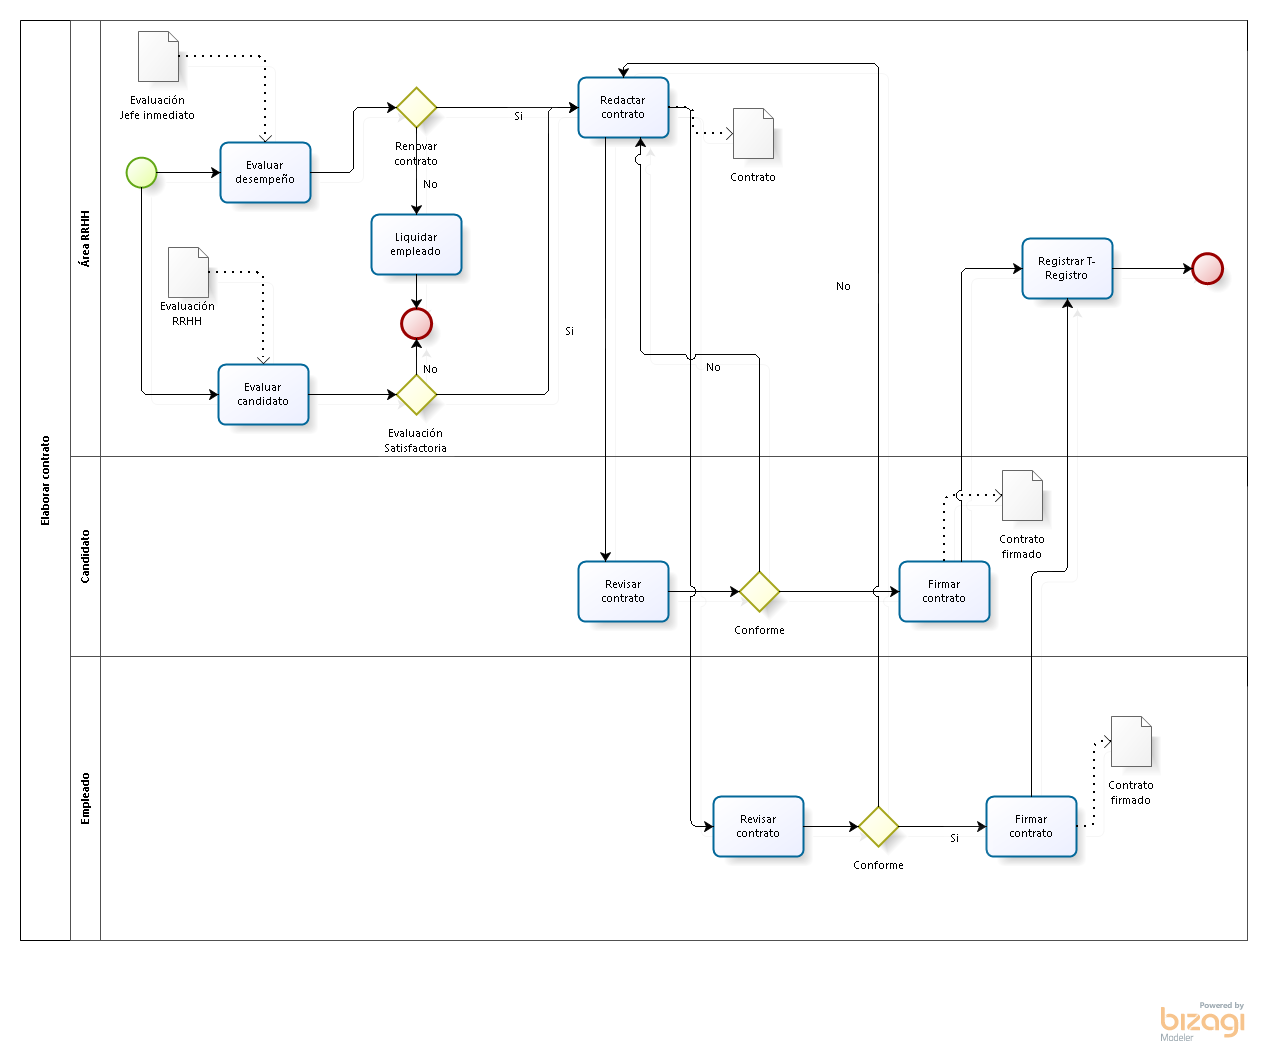 Elaborar contrato
Área RRHH
Evaluación
Jefe inmediato
Evaluar
desempeño
Renovar
contrato
Si
No
Redactar
contrato
Contrato
Liquidar
empleado
Evaluación
RRHH
Evaluar
candidato
No
Evaluación
Satisfactoria
Si
No
No
Registrar T-
Registro
Candidato
Revisar
contrato
Conforme
Firmar
contrato
Contrato
firmado
Empleado
Revisar
contrato
Conforme
Si
Firmar
contrato
Contrato
firmado
Powered by
bizagi
Modeler